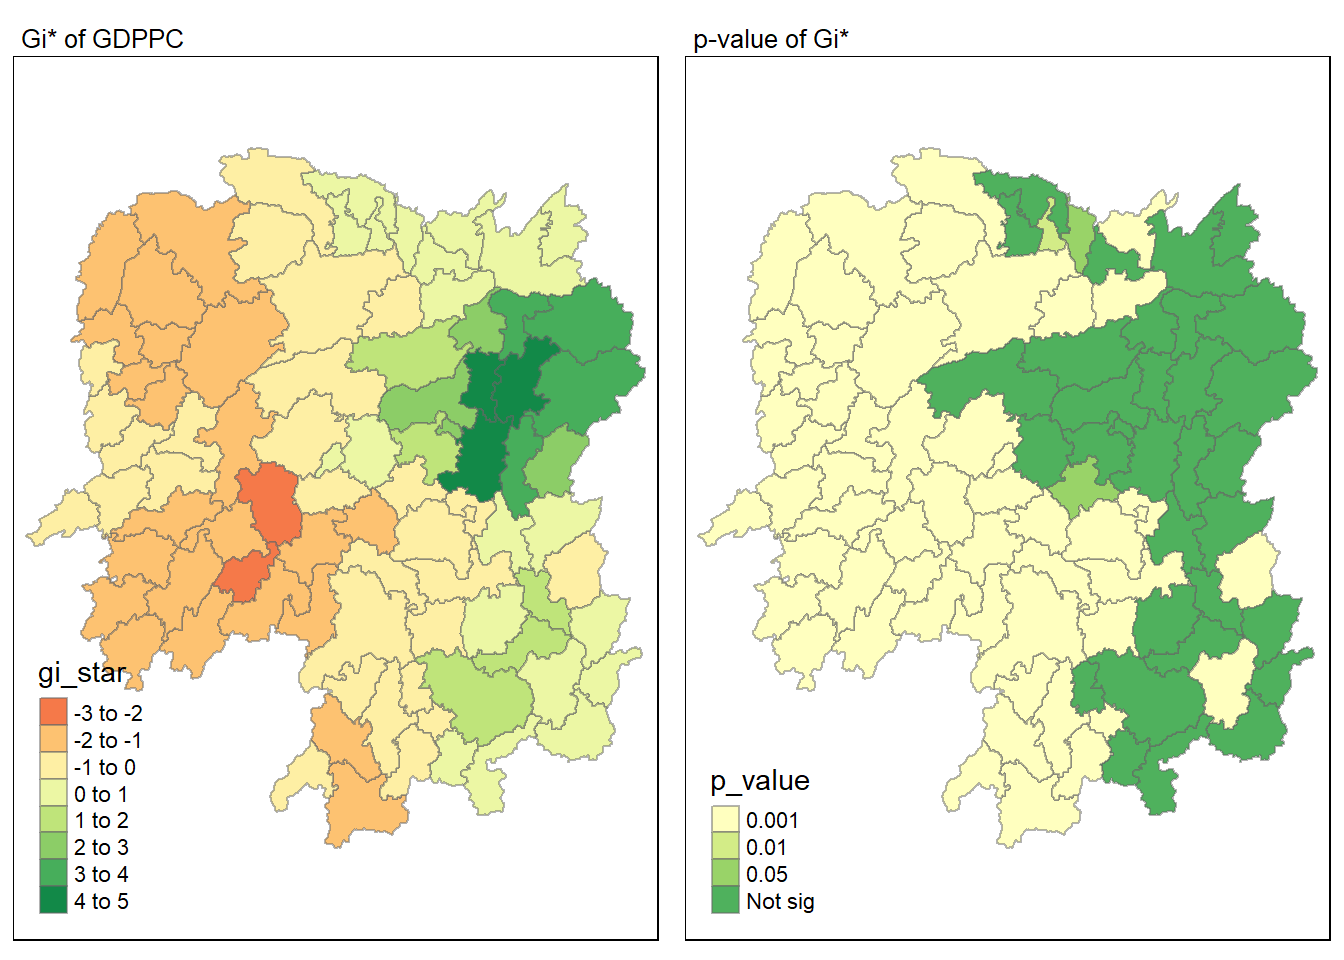 Gi* of GDPPC
gi_star
-3 to -2
-2 to -1
-1 to 0
0 to 1
1 to 2
2 to 3
3 to 4
4 to 5
p-value of Gi*
p_value
0.001
0.01
0.05
Not sig